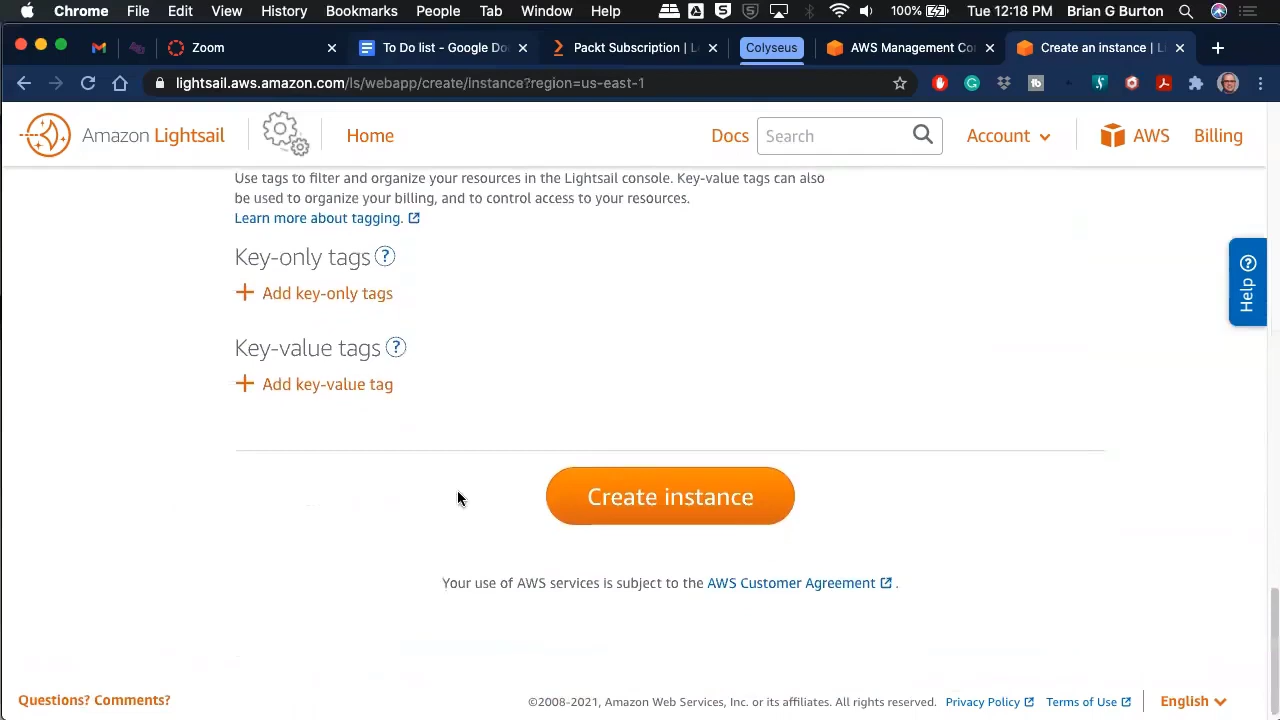 Chrome File Edit View History Bookmarks People Tab Window Help 100% Tue 12:18 PM Brian G Burton
Zoom To Do list - Google Do Packt Subscription | L Colyseus AWS Management Co Create an instance | Li
lightsail.aws.amazon.com/ls/webapp/create/instance?region=us-east-1
Amazon Lightsail Home Docs Search Account AWS Billing
Use tags to filter and organize your resources in the Lightsail console. Key-value tags can also
be used to organize your billing, and to control access to your resources.
Learn more about tagging.
Key-only tags ?
+ Add key-only tags
Help ?
Key-value tags ?
+ Add key-value tag
Create instance
Your use of AWS services is subject to the AWS Customer Agreement .
Questions? Comments? ©2008-2021, Amazon Web Services, Inc. or its affiliates. All rights reserved. Privacy Policy Terms of Use English